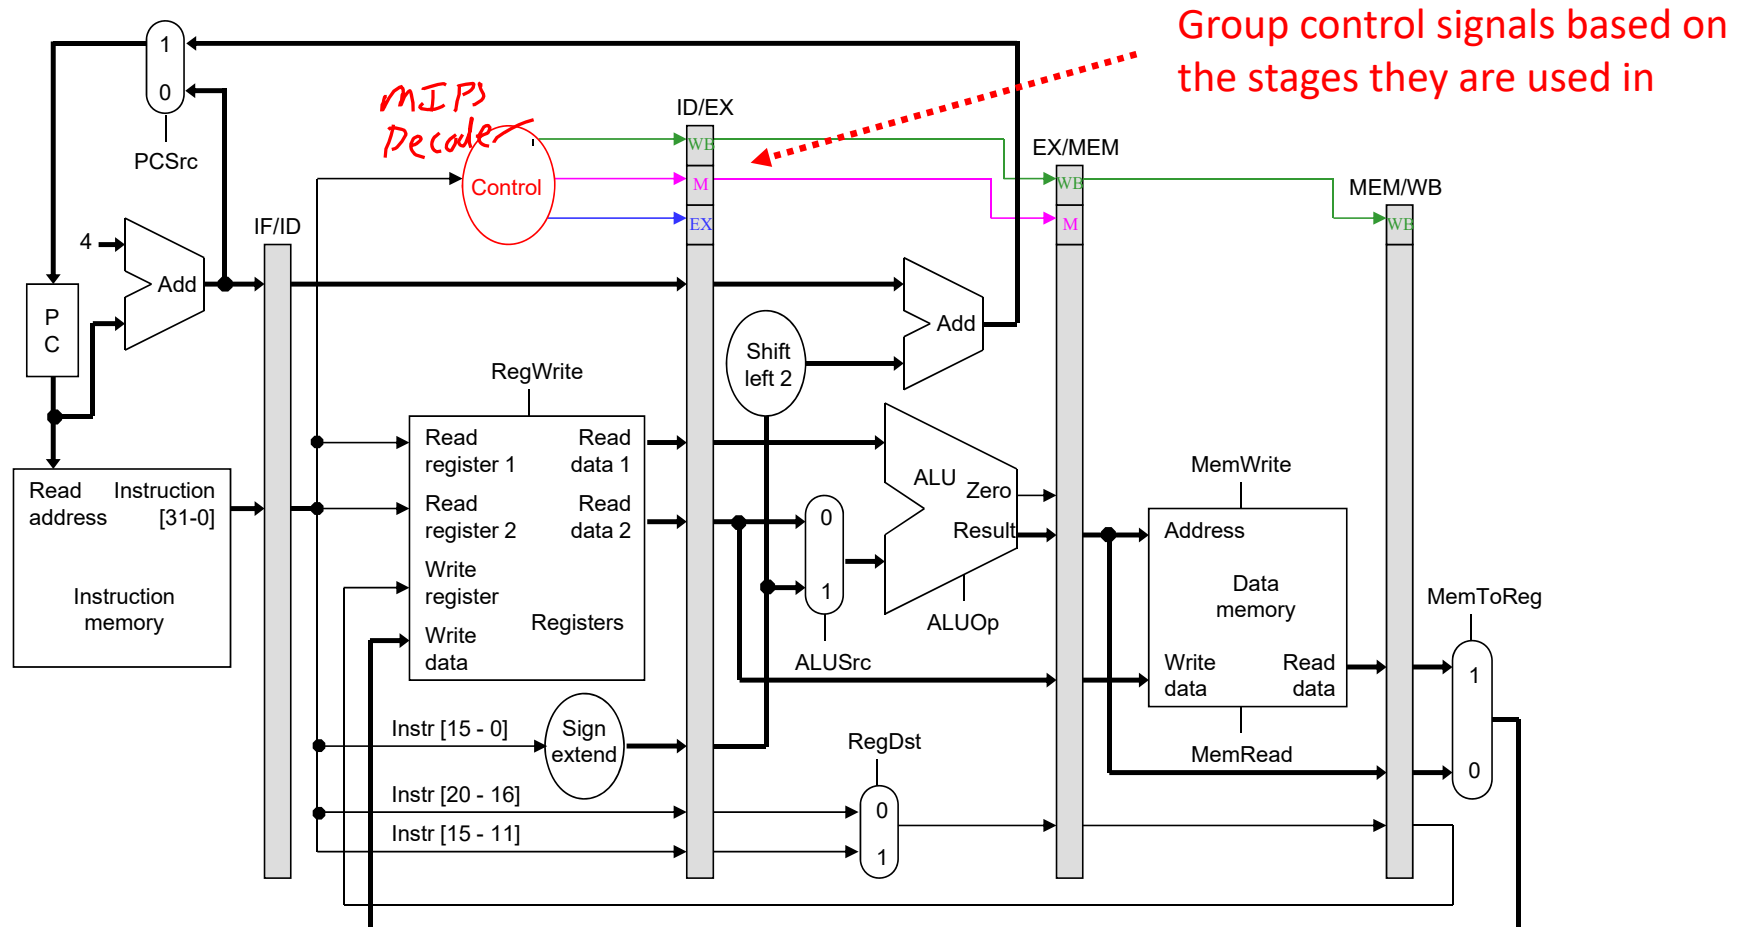 Group control signals based on
the stages they are used in
1
0
PCSrc
MIPS
Decode
Control
ID/EX
WB
M
EX
EX/MEM
WB
M
MEM/WB
WB
IF/ID
4
Add
P
C
Shift
left 2
Add
RegWrite
Read
register 1
Read
data 1
Read
register 2
Read
data 2
Write
register
Write
data
Registers
Read
address
Instruction
[31-0]
Instruction
memory
0
1
ALUSrc
ALU
Zero
Result
ALUOp
MemWrite
Address
Data
memory
Write
data
Read
data
MemRead
MemToReg
1
0
Instr [15 - 0]
Sign
extend
Instr [20 - 16]
Instr [15 - 11]
RegDst
0
1